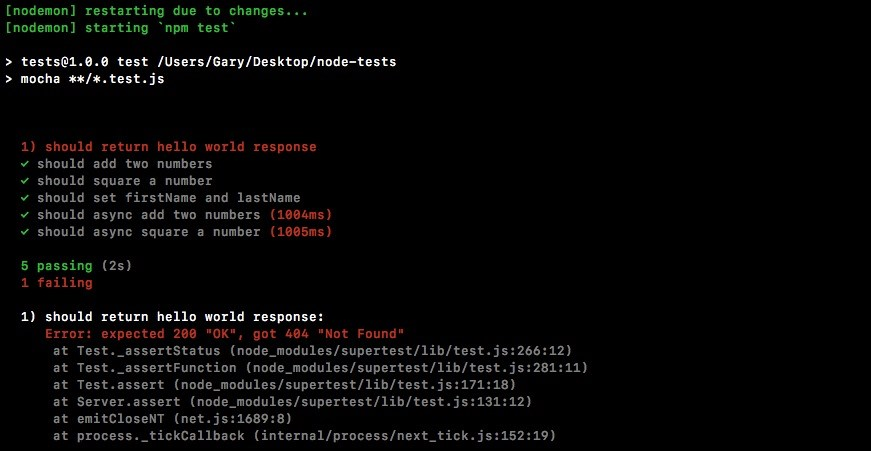 [nodemon] restarting due to changes...
[nodemon] starting `npm test`
> tests@1.0.0 test /Users/Gary/Desktop/node-tests
> mocha **/*.test.js
1) should return hello world response
✓ should add two numbers
✓ should square a number
✓ should set firstName and lastName
✓ should async add two numbers (1004ms)
✓ should async square a number (1005ms)
5 passing (2s)
1 failing
1) should return hello world response:
Error: expected 200 "OK", got 404 "Not Found"
at Test._assertStatus (node_modules/supertest/lib/test.js:266:12)
at Test._assertFunction (node_modules/supertest/lib/test.js:281:11)
at Test.assert (node_modules/supertest/lib/test.js:171:18)
at Server.assert (node_modules/supertest/lib/test.js:131:12)
at emitCloseNT (net.js:1689:8)
at process._tickCallback (internal/process/next_tick.js:152:19)